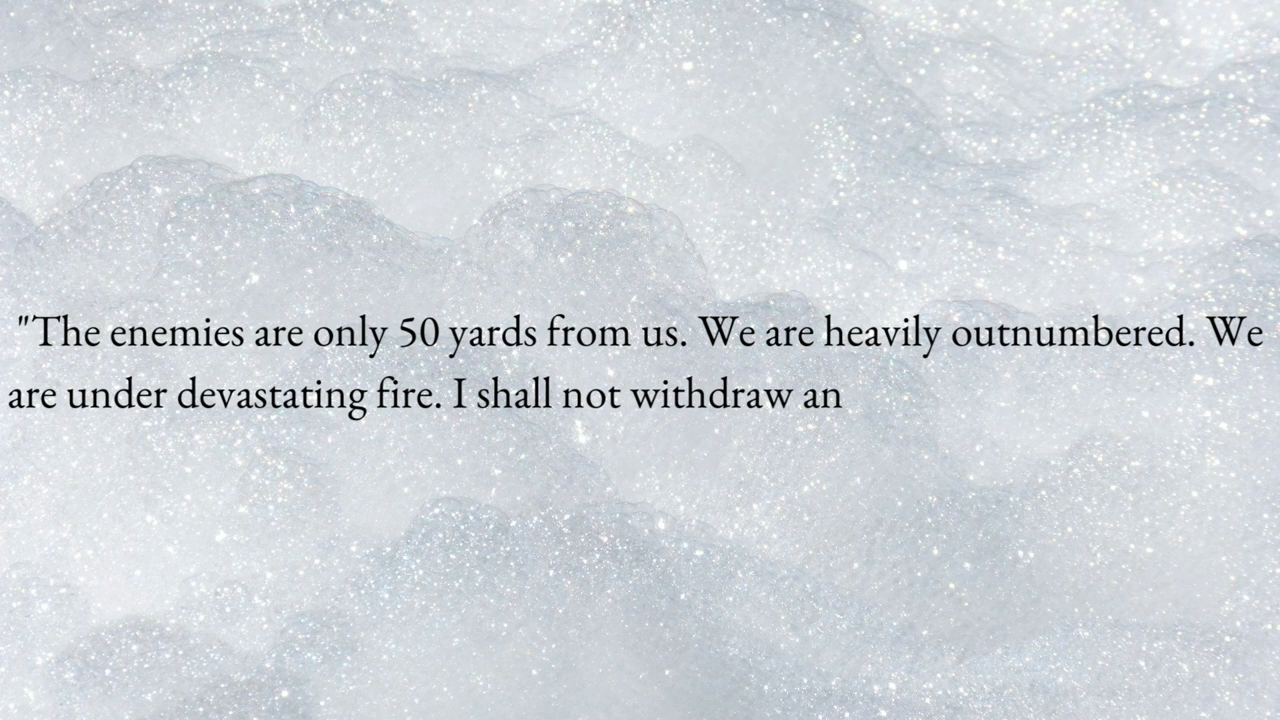 "The enemies are only 50 yards from us. We are heavily outnumbered. We
are under devastating fire. I shall not withdraw an